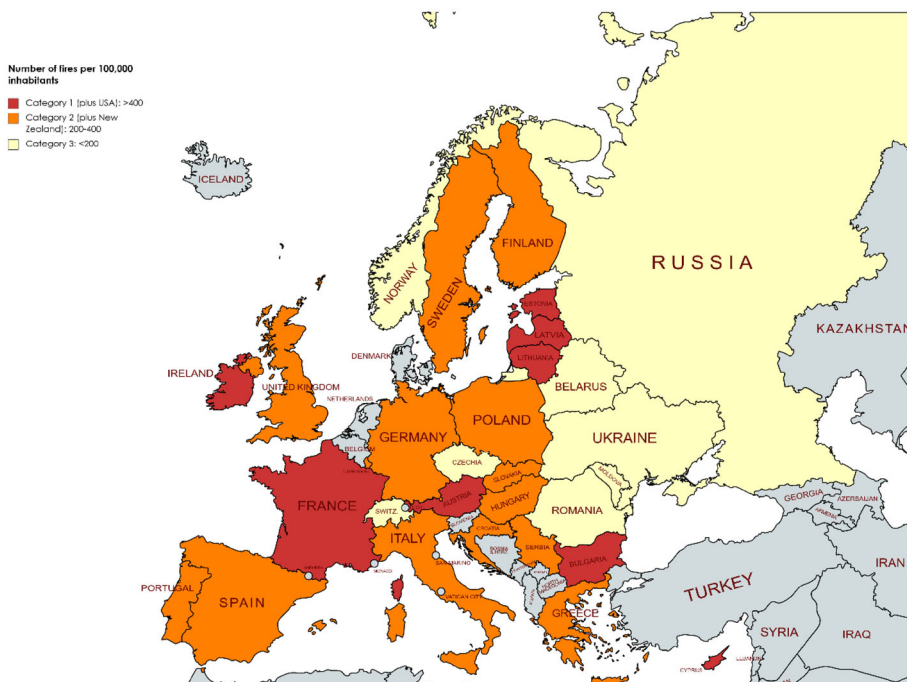 Number of fires per 100,000
inhabitants
Category 1 (plus USA): >400
Category 2 (plus New
Zealand): 200-400
Category 3: <200
ICELAND
FINLAND
RUSSIA
NORWAY
SWEDEN
ESTONIA
KAZAKHSTAN
LATVIA
DENMARK
LITHUANIA
IRELAND
UNITED KINGDOM
BELARUS
NETHERLANDS
POLAND
GERMANY
UKRAINE
BELGIUM
CZECHIA
SLOVAKIA
MOLDOVA
AUSTRIA
GEORGIA
AZERBAIJAN
FRANCE
HUNGARY
SWITZ.
ROMANIA
ARMENIA
SLOVENIA
CROATIA
ITALY
SERBIA
SAN MARINO
BULGARIA
IRAN
MONACO
PORTUGAL
SPAIN
VATICAN CITY
TURKEY
GREECE
SYRIA
IRAQ
CYPRUS